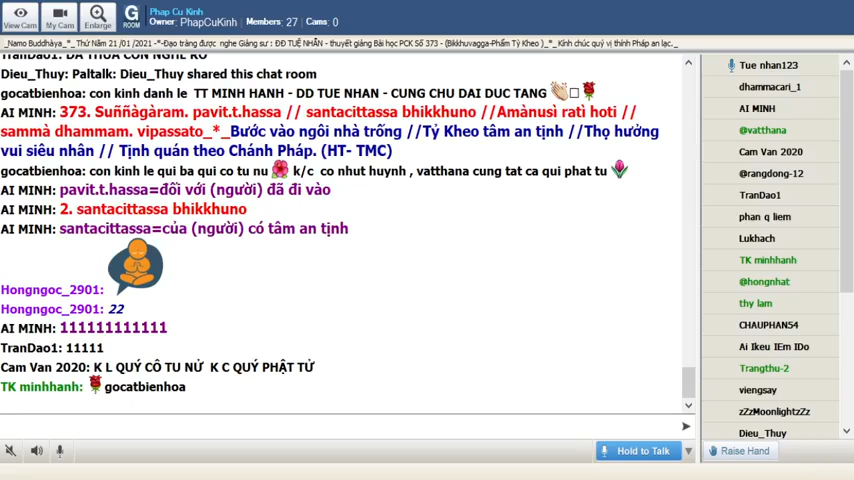 Phap Cu Kinh
Owner: PhapCuKinh Members: 27 Cams: 0
View Cam My Cam Enlarge G ROOM
_Namo Buddhàya_*_ Thứ Năm 21 /01 /2021 -*-Đạo tràng được nghe Giảng sư : ĐĐ TUỆ NHÂN - thuyết giảng Bài học PCK Số 373 - (Bikkhuvagga-Phẩm Tỳ Kheo )_*_ Kính chúc quý vị thính Pháp an lạc._
Dieu_Thuy: Paltalk: Dieu_Thuy shared this chat room
gocatbienhoa: con kinh danh le TT MINH HANH - DD TUE NHAN - CUNG CHU DAI DUC TANG
AI MINH: 373. Suññàgàram. pavit.t.hassa // santacittassa bhikkhuno //Amànusì ratì hoti //
sammà dhammam. vipassato_*_Bước vào ngôi nhà trống //Tỷ Kheo tâm an tịnh //Thọ hưởng
vui siêu nhân // Tịnh quán theo Chánh Pháp. (HT- TMC)
gocatbienhoa: con kinh le qui ba qui co tu nu k/c co nhut huynh , vatthana cung tat ca qui phat tu
AI MINH: pavit.t.hassa=đối với (người) đã đi vào
AI MINH: 2. santacittassa bhikkhuno
AI MINH: santacittassa=của (người) có tâm an tịnh
Hongngoc_2901:
Hongngoc_2901: 22
AI MINH: 111111111111
TranDao1: 11111
Cam Van 2020: K L QUÝ CÔ TU NỬ K C QUÝ PHẬT TỬ
TK minhhanh: gocatbienhoa
Hold to Talk
Tue nhan123
dhammacari_1
AI MINH
@vatthana
Cam Van 2020
@rangdong-12
TranDao1
phan q liem
Lukhach
TK minhhanh
@hongnhat
thy lam
CHAUPHAN54
Ai Ikeu IEm IDo
Trangthu-2
viengsay
zZzMoonlightzZz
Dieu_Thuy
Raise Hand